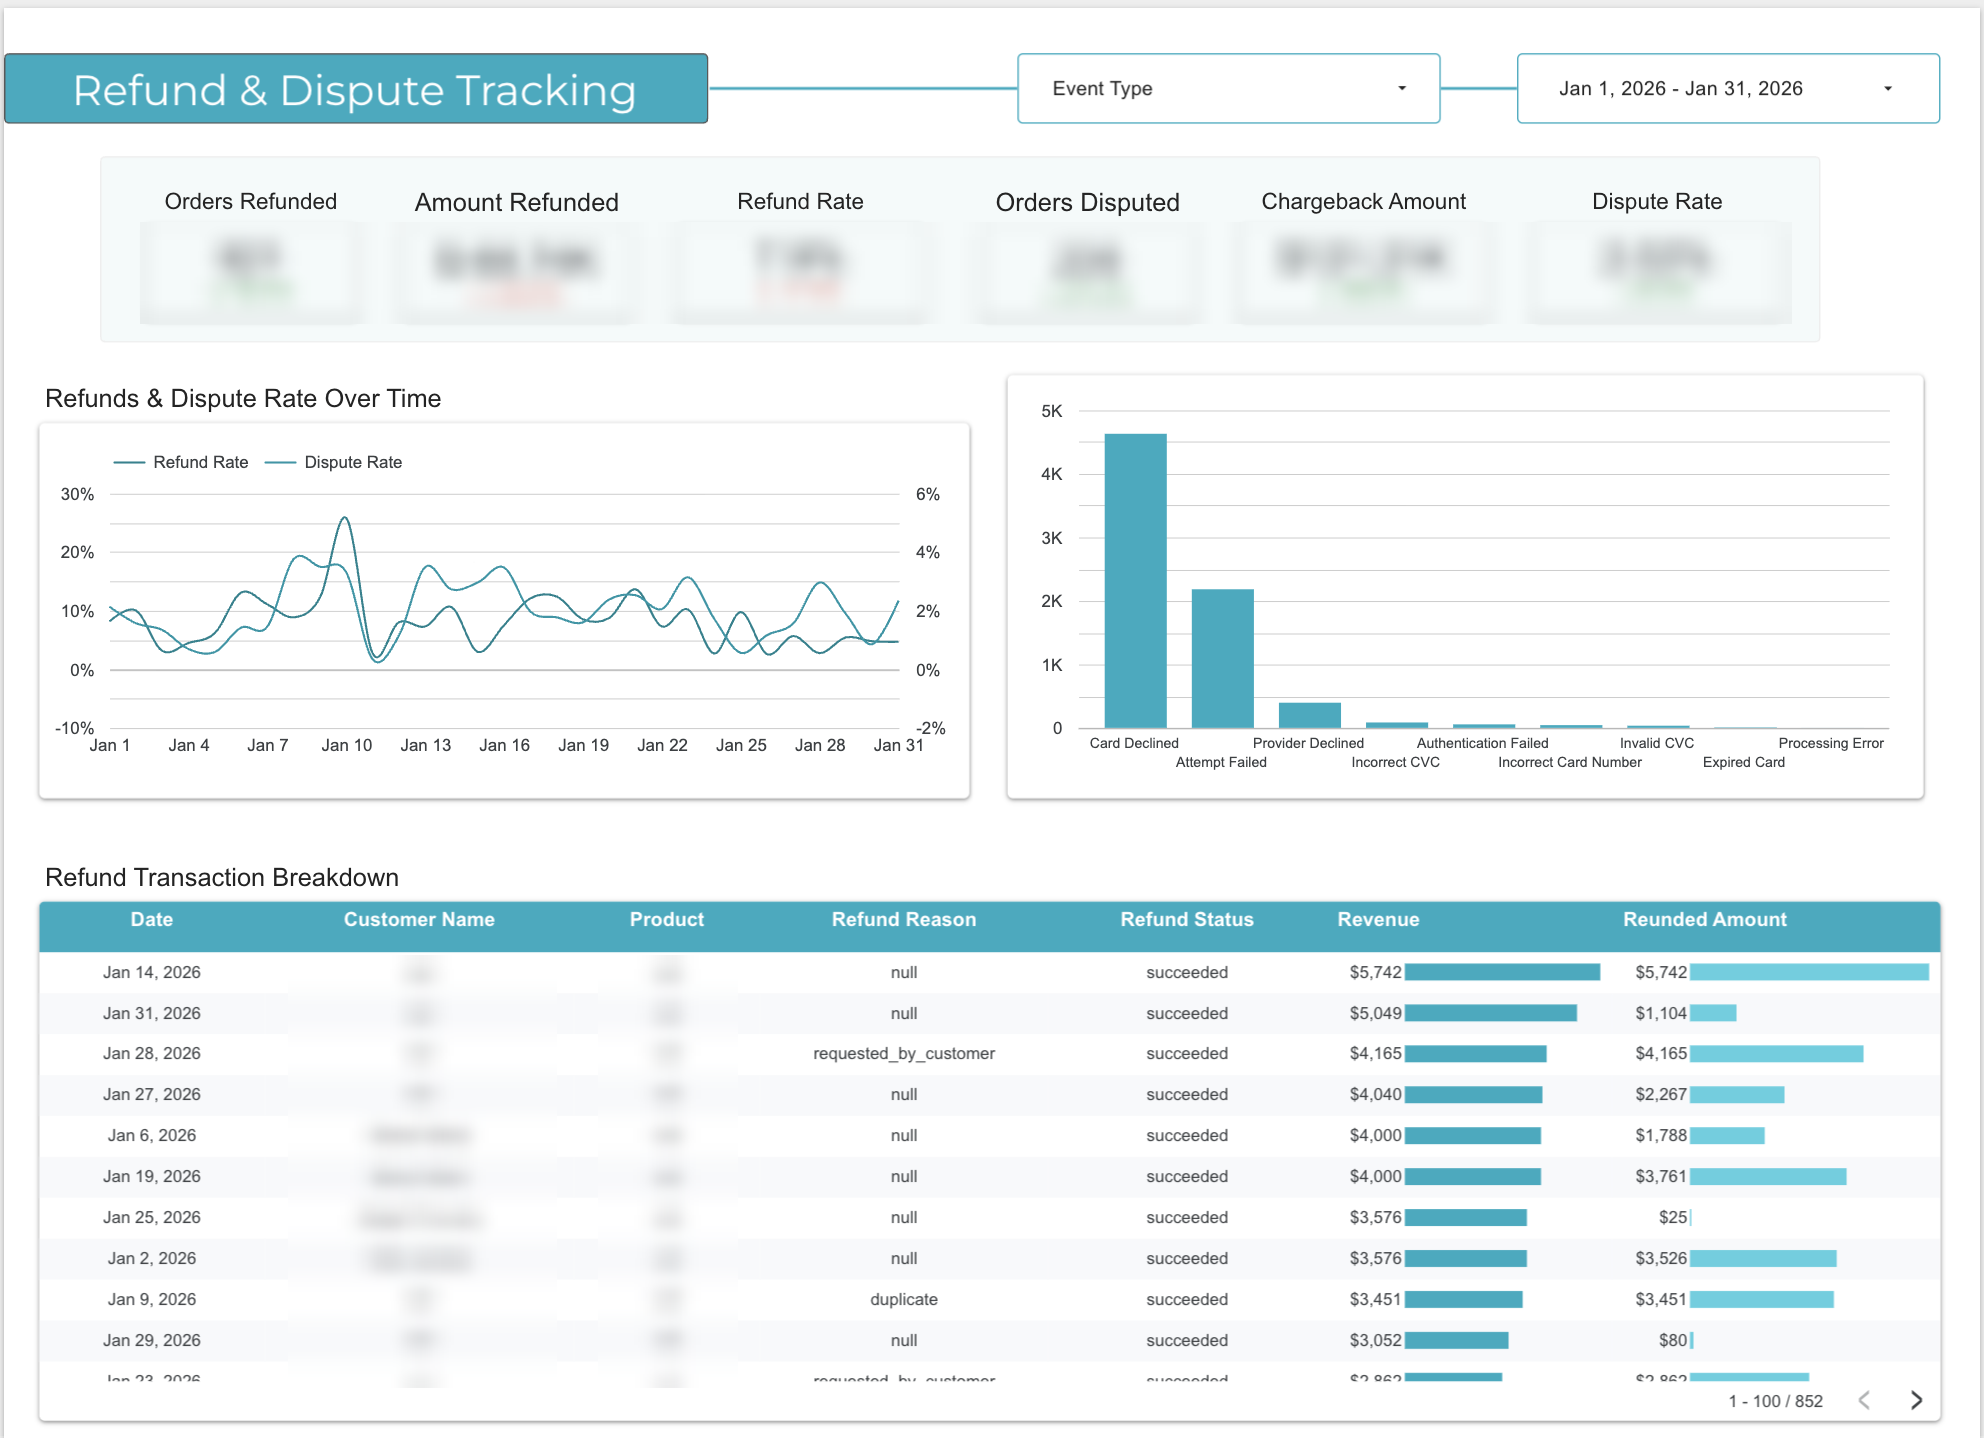 Refund & Dispute Tracking
Event Type
Jan 1, 2026 - Jan 31, 2026
Orders Refunded
Amount Refunded
Refund Rate
Orders Disputed
Chargeback Amount
Dispute Rate
Refunds & Dispute Rate Over Time
Refund Rate Dispute Rate
30% 6%
20% 4%
10% 2%
0% 0%
-10% -2%
Jan 1 Jan 4 Jan 7 Jan 10 Jan 13 Jan 16 Jan 19 Jan 22 Jan 25 Jan 28 Jan 31
5K
4K
3K
2K
1K
0
Card Declined Provider Declined Authentication Failed Invalid CVC Processing Error
Attempt Failed Incorrect CVC Incorrect Card Number Expired Card
Refund Transaction Breakdown
Date Customer Name Product Refund Reason Refund Status Revenue Reunded Amount
Jan 14, 2026 null succeeded $5,742 $5,742
Jan 31, 2026 null succeeded $5,049 $1,104
Jan 28, 2026 requested_by_customer succeeded $4,165 $4,165
Jan 27, 2026 null succeeded $4,040 $2,267
Jan 6, 2026 null succeeded $4,000 $1,788
Jan 19, 2026 null succeeded $4,000 $3,761
Jan 25, 2026 null succeeded $3,576 $25
Jan 2, 2026 null succeeded $3,576 $3,526
Jan 9, 2026 duplicate succeeded $3,451 $3,451
Jan 29, 2026 null succeeded $3,052 $80
Jan 23, 2026 requested_by_customer succeeded $2,862 $2,862
1 - 100 / 852